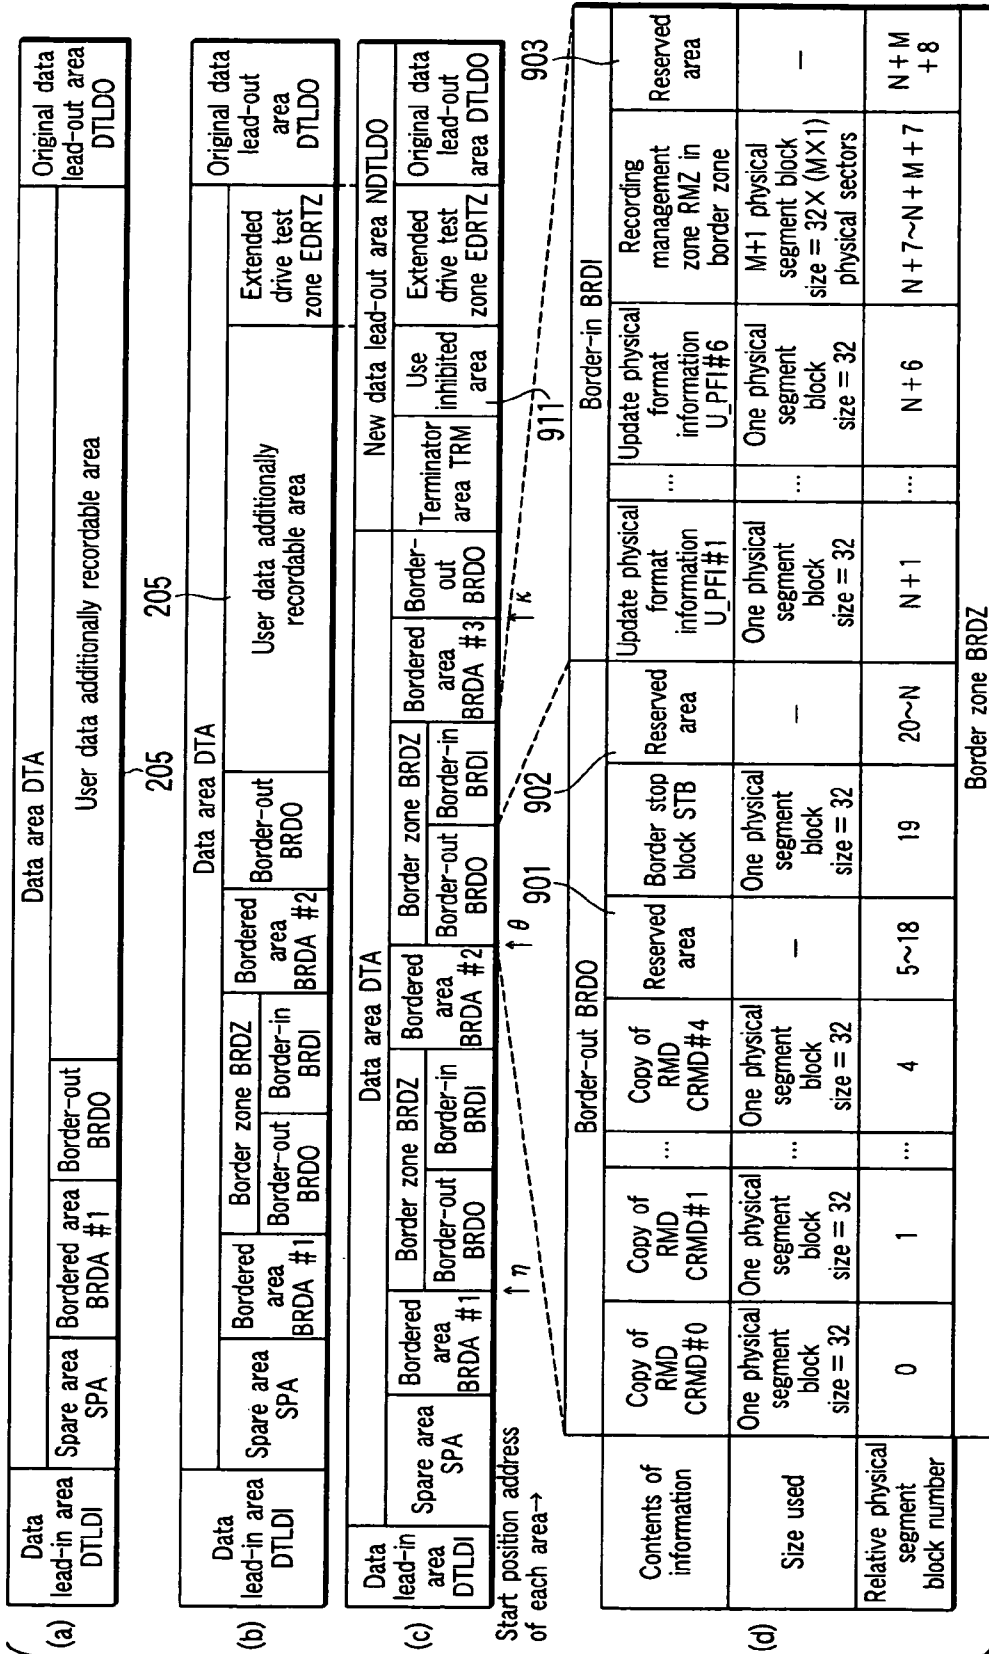 (a)
Data
lead-in area
DTLDI
Data area DTA
Spare area
SPA
Bordered area
BRDA #1
Border-out
BRDO
User data additionally recordable area
Original data
lead-out area
DTLDO
205
(b)
Data
lead-in area
DTLDI
Data area DTA
Spare area
SPA
Bordered
area
BRDA #1
Border zone BRDZ
Border-out
BRDO
Border-in
BRDI
Bordered
area
BRDA #2
Border-out
BRDO
User data additionally
recordable area
Extended
drive test
zone EDRTZ
Original data
lead-out
area
DTLDO
205
(c)
Data
lead-in
area
DTLDI
Data area DTA
New data lead-out area NDTLDO
Spare area
SPA
Bordered
area
BRDA #1
Border zone BRDZ
Border-out
BRDO
Border-in
BRDI
Bordered
area
BRDA #2
Border zone BRDZ
Border-out
BRDO
Border-in
BRDI
Bordered
area
BRDA #3
Border-
out
BRDO
Terminator
area TRM
Use
inhibited
area
Extended
drive test
zone EDRTZ
Original data
lead-out
area DTLDO
Start position address
of each area→
↑ η
↑ θ
↑ κ
901
902
911
903
(d)
Border-out BRDO
Border-in BRDI
Contents of
information
Copy of
RMD
CRMD#0
Copy of
RMD
CRMD#1
...
Copy of
RMD
CRMD#4
Reserved
area
Border stop
block STB
Reserved
area
Update physical
format
information
U_PFI#1
...
Update physical
format
information
U_PFI#6
Recording
management
zone RMZ in
border zone
Reserved
area
Size used
One physical
segment
block
size = 32
One physical
segment
block
size = 32
...
One physical
segment
block
size = 32
—
One physical
segment
block
size = 32
—
One physical
segment
block
size = 32
...
One physical
segment
block
size = 32
M+1 physical
segment block
size = 32X (MX1)
physical sectors
—
Relative physical
segment
block number
0
1
...
4
5~18
19
20~N
N+1
...
N+6
N+7~N+M+7
N+M
+8
Border zone BRDZ